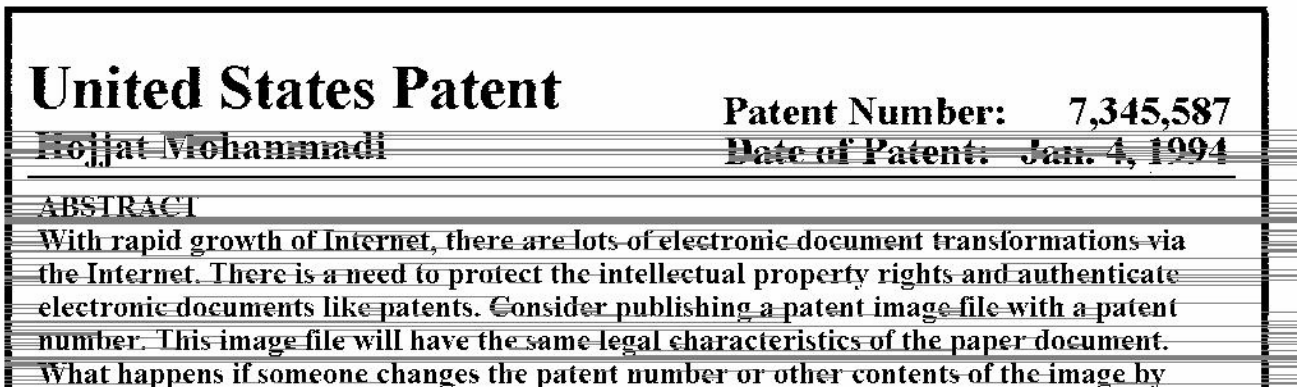 United States Patent
Patent Number: 7,345,587
Hojjat Mohammadi
Date of Patent: Jan. 4, 1994
ABSTRACT
With rapid growth of Internet, there are lots of electronic document transformations via
the Internet. There is a need to protect the intellectual property rights and authenticate
electronic documents like patents. Consider publishing a patent image file with a patent
number. This image file will have the same legal characteristics of the paper document.
What happens if someone changes the patent number or other contents of the image by